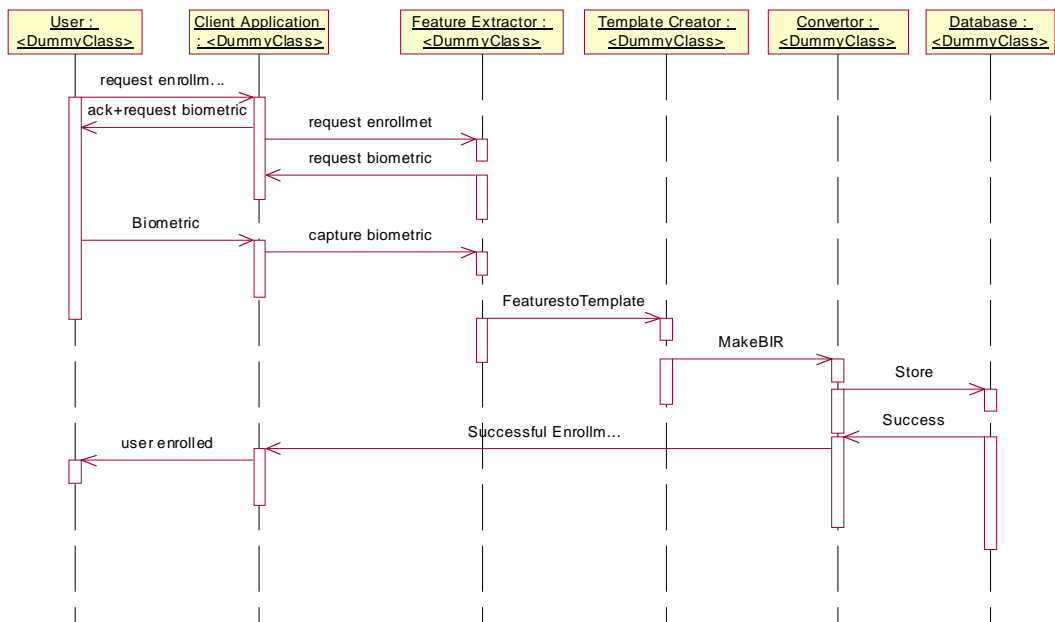 User :
<DummyClass>
Client Application
: <DummyClass>
Feature Extractor :
<DummyClass>
Template Creator :
<DummyClass>
Convertor :
<DummyClass>
Database :
<DummyClass>
request enrollm...
ack+request biometric
request enrollmet
request biometric
Biometric
capture biometric
FeaturestoTemplate
MakeBIR
Store
Success
Successful Enrollm...
user enrolled